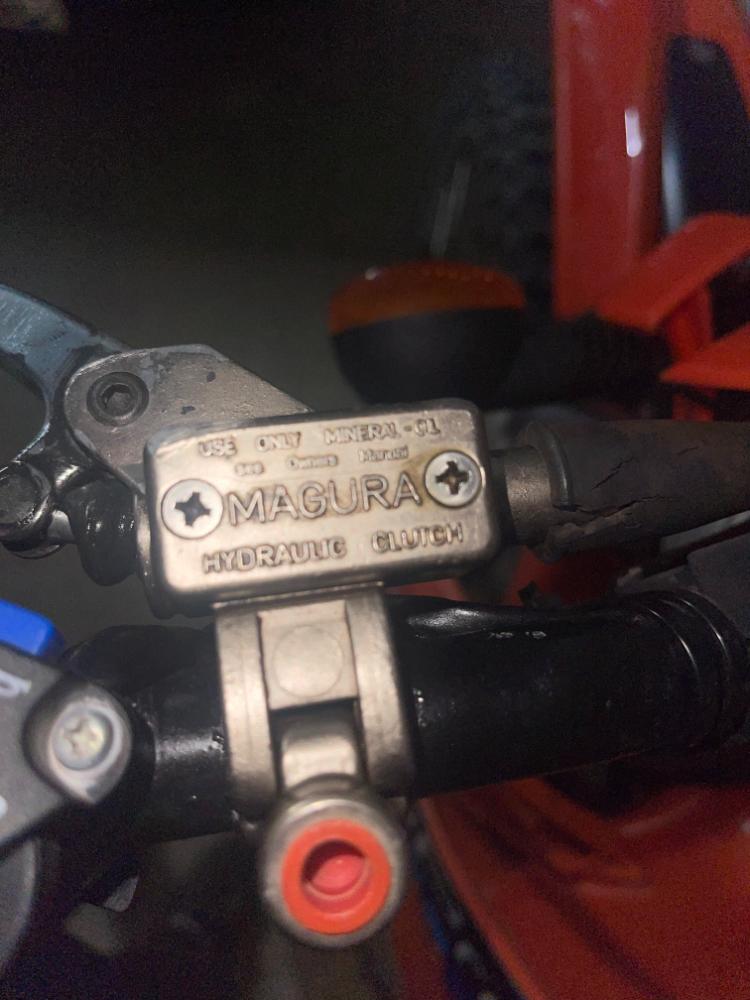 USE ONLY MINERAL-OIL
see Owners Manual
MAGURA
HYDRAULIC CLUTCH